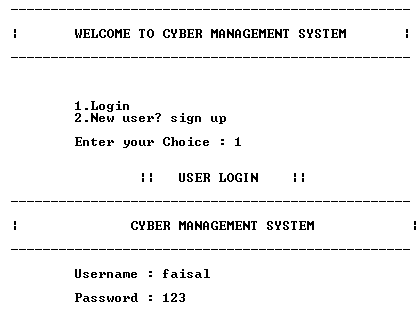 ¦ WELCOME TO CYBER MANAGEMENT SYSTEM ¦
1.Login
2.New user? sign up
Enter your Choice : 1
¦¦ USER LOGIN ¦¦
¦ CYBER MANAGEMENT SYSTEM ¦
Username : faisal
Password : 123